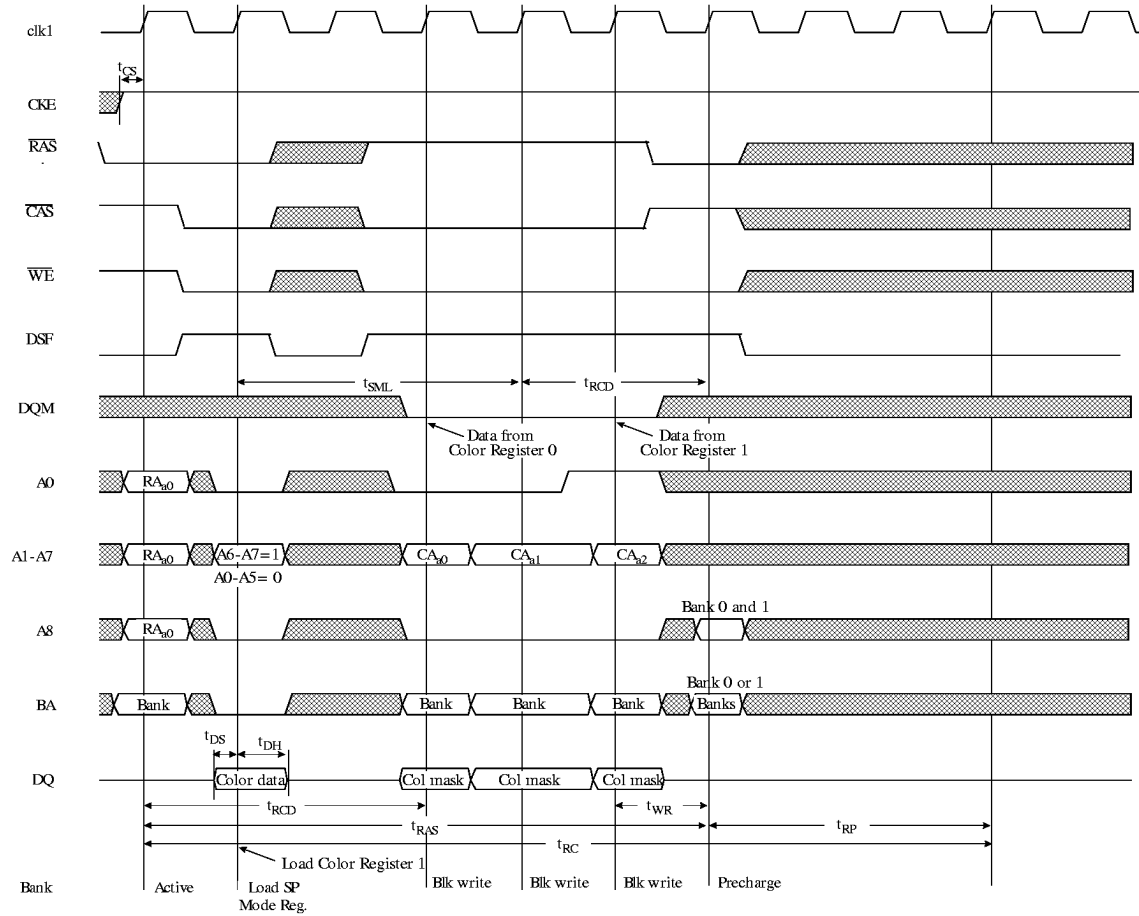 clk1
tCS
CKE
RAS
CAS
WE
DSF
tSML
tRCD
DQM
Data from
Color Register 0
Data from
Color Register 1
A0
RAa0
A1-A7
RAa0
A6-A7=1
A0-A5= 0
CAa0
CAa1
CAa2
A8
RAa0
Bank 0 and 1
BA
Bank
Bank
Bank
Bank
Bank 0 or 1
Banks
tDS
tDH
DQ
Color data
Col mask
Col mask
Col mask
tRCD
tWR
tRAS
tRP
tRC
Load Color Register 1
Bank
Active
Load SP
Mode Reg.
Blk write
Blk write
Blk write
Precharge